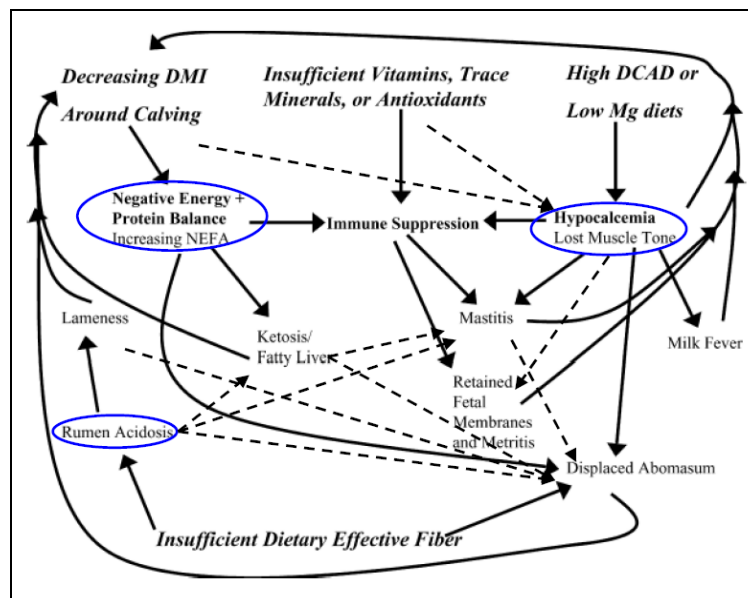 Decreasing DMI
Around Calving
Insufficient Vitamins, Trace
Minerals, or Antioxidants
High DCAD or
Low Mg diets
Negative Energy +
Protein Balance
Increasing NEFA
Immune Suppression
Hypocalcemia
Lost Muscle Tone
Lameness
Ketosis/
Fatty Liver
Mastitis
Milk Fever
Retained
Fetal
Membranes
and Metritis
Rumen Acidosis
Displaced Abomasum
Insufficient Dietary Effective Fiber